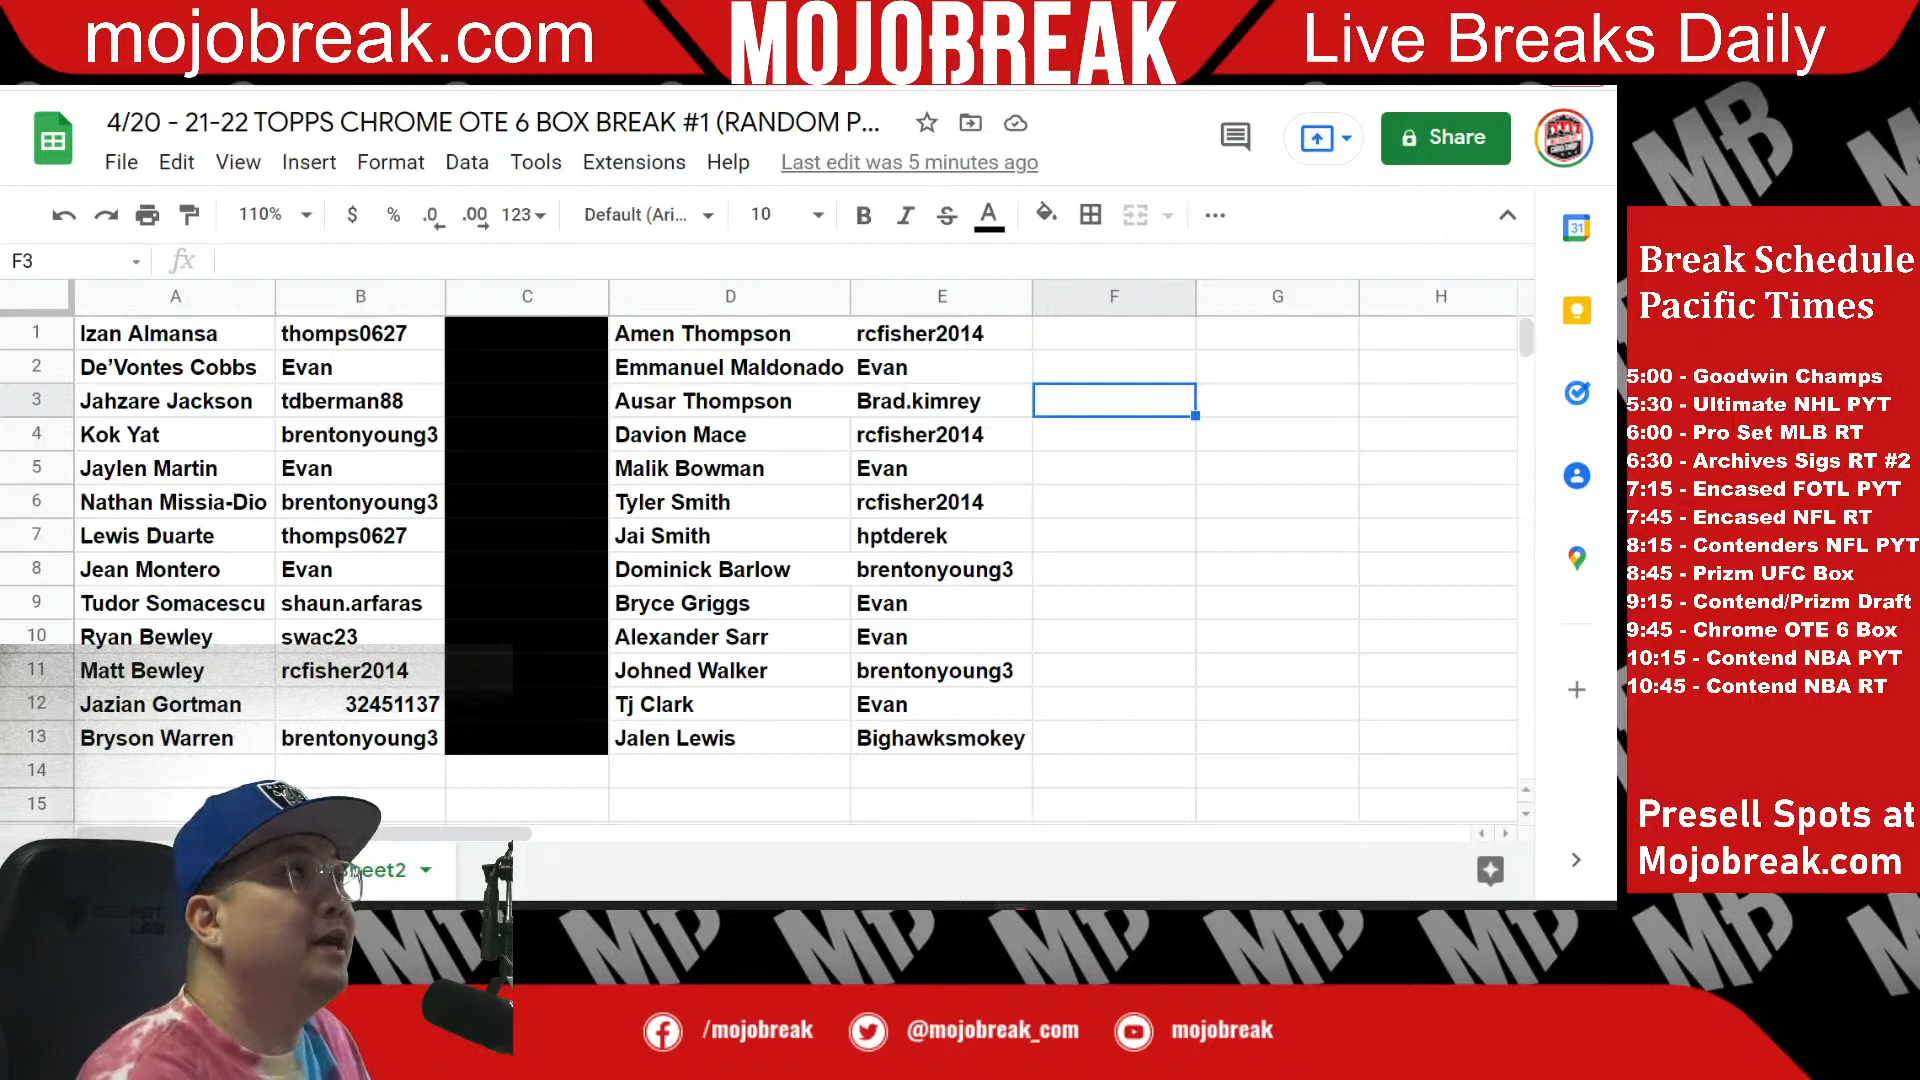 mojobreak.com
MOJOBREAK
Live Breaks Daily
4/20 - 21-22 TOPPS CHROME OTE 6 BOX BREAK #1 (RANDOM P...
Share
File Edit View Insert Format Data Tools Extensions Help Last edit was 5 minutes ago
110% $ % .0 .00 123 Default (Ari... 10 B I S A
31
F3 fx
A B C D E F G H
1 Izan Almansa thomps0627 Amen Thompson rcfisher2014
2 De’Vontes Cobbs Evan Emmanuel Maldonado Evan
3 Jahzare Jackson tdberman88 Ausar Thompson Brad.kimrey
4 Kok Yat brentonyoung3 Davion Mace rcfisher2014
5 Jaylen Martin Evan Malik Bowman Evan
6 Nathan Missia-Dio brentonyoung3 Tyler Smith rcfisher2014
7 Lewis Duarte thomps0627 Jai Smith hptderek
8 Jean Montero Evan Dominick Barlow brentonyoung3
9 Tudor Somacescu shaun.arfaras Bryce Griggs Evan
10 Ryan Bewley swac23 Alexander Sarr Evan
11 Matt Bewley rcfisher2014 Johned Walker brentonyoung3
12 Jazian Gortman 32451137 Tj Clark Evan
13 Bryson Warren brentonyoung3 Jalen Lewis Bighawksmokey
14
15
Break Schedule
Pacific Times
5:00 - Goodwin Champs
5:30 - Ultimate NHL PYT
6:00 - Pro Set MLB RT
6:30 - Archives Sigs RT #2
7:15 - Encased FOTL PYT
7:45 - Encased NFL RT
8:15 - Contenders NFL PYT
8:45 - Prizm UFC Box
9:15 - Contend/Prizm Draft
9:45 - Chrome OTE 6 Box
10:15 - Contend NBA PYT
10:45 - Contend NBA RT
Presell Spots at
Mojobreak.com
/mojobreak
@mojobreak_com
mojobreak